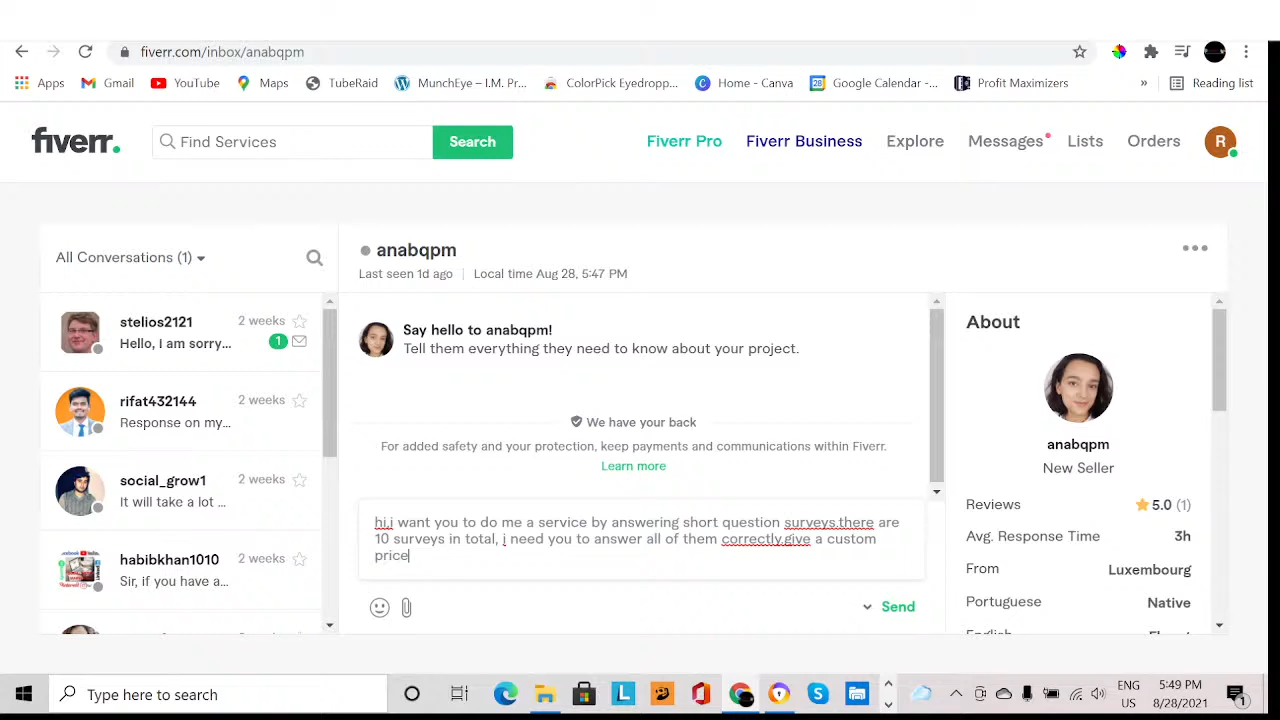 fiverr.com/inbox/anabqpm
Apps Gmail YouTube Maps TubeRaid MunchEye – I.M. Pr... ColorPick Eyedropp... Home - Canva Google Calendar -... Profit Maximizers » Reading list
fiverr. Find Services Search Fiverr Pro Fiverr Business Explore Messages Lists Orders R
All Conversations (1)
anabqpm
Last seen 1d ago | Local time Aug 28, 5:47 PM
stelios2121 2 weeks
Hello, I am sorry... 1
rifat432144 2 weeks
Response on my...
social_grow1 2 weeks
It will take a lot ...
habibkhan1010 2 weeks
Sir, if you have a...
Say hello to anabqpm!
Tell them everything they need to know about your project.
We have your back
For added safety and your protection, keep payments and communications within Fiverr.
Learn more
hi,i want you to do me a service by answering short question surveys.there are
10 surveys in total, i need you to answer all of them correctly.give a custom
price
Send
About
anabqpm
New Seller
Reviews 5.0 (1)
Avg. Response Time 3h
From Luxembourg
Portuguese Native
Type here to search
ENG
US
5:49 PM
8/28/2021
1